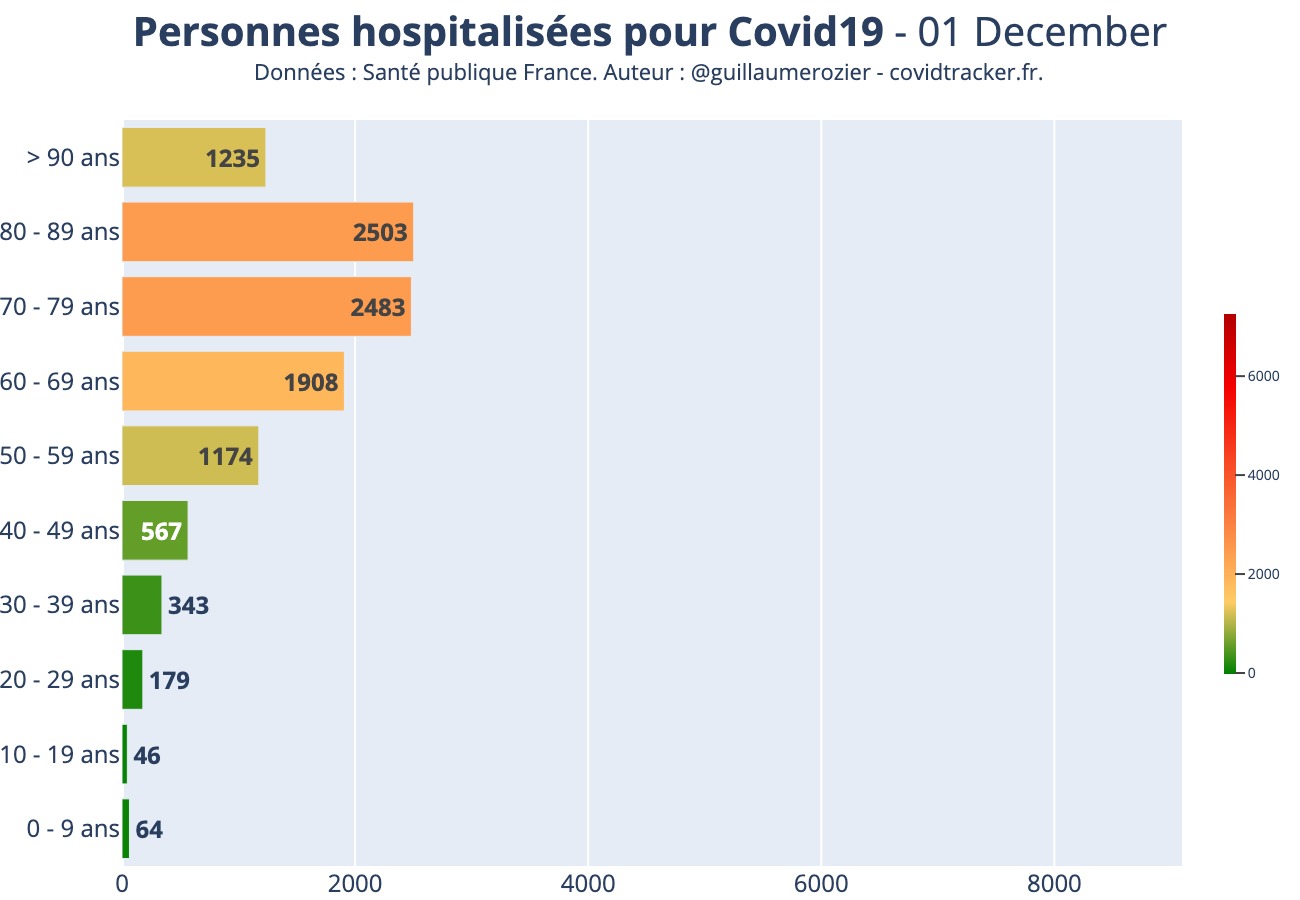 Personnes hospitalisées pour Covid19 - 01 December
Données : Santé publique France. Auteur : @guillaumerozier - covidtracker.fr.
> 90 ans 1235
80 - 89 ans 2503
70 - 79 ans 2483
60 - 69 ans 1908
50 - 59 ans 1174
40 - 49 ans 567
30 - 39 ans 343
20 - 29 ans 179
10 - 19 ans 46
0 - 9 ans 64
0 2000 4000 6000 8000
6000
4000
2000
0